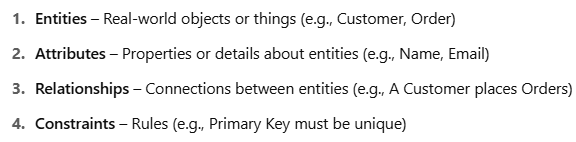 1. Entities – Real-world objects or things (e.g., Customer, Order)
2. Attributes – Properties or details about entities (e.g., Name, Email)
3. Relationships – Connections between entities (e.g., A Customer places Orders)
4. Constraints – Rules (e.g., Primary Key must be unique)